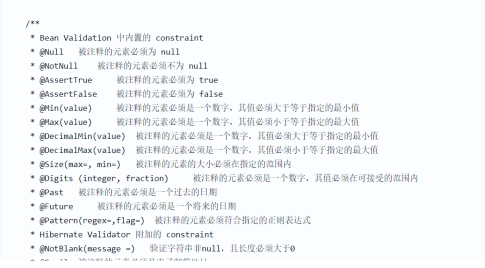 /**
* Bean Validation 中内置的 constraint
* @Null 被注释的元素必须为 null
* @NotNull 被注释的元素必须不为 null
* @AssertTrue 被注释的元素必须为 true
* @AssertFalse 被注释的元素必须为 false
* @Min(value) 被注释的元素必须是一个数字，其值必须大于等于指定的最小值
* @Max(value) 被注释的元素必须是一个数字，其值必须小于等于指定的最大值
* @DecimalMin(value) 被注释的元素必须是一个数字，其值必须大于等于指定的最小值
* @DecimalMax(value) 被注释的元素必须是一个数字，其值必须小于等于指定的最大值
* @Size(max=, min=) 被注释的元素的大小必须在指定的范围内
* @Digits (integer, fraction) 被注释的元素必须是一个数字，其值必须在可接受的范围内
* @Past 被注释的元素必须是一个过去的日期
* @Future 被注释的元素必须是一个将来的日期
* @Pattern(regex=,flag=) 被注释的元素必须符合指定的正则表达式
* Hibernate Validator 附加的 constraint
* @NotBlank(message =) 验证字符串非null，且长度必须大于0